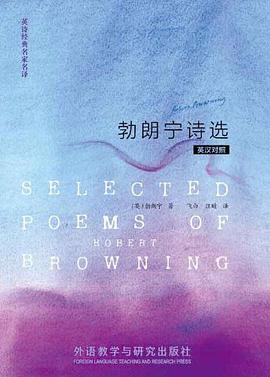 英诗经典名家名译
Robert Browning
勃朗宁诗选
英汉对照
SELECTED
POEMS OF
ROBERT
BROWNING
(英) 勃朗宁 著 飞白 汪晴 译
外语教学与研究出版社
FOREIGN LANGUAGE TEACHING AND RESEARCH PRESS